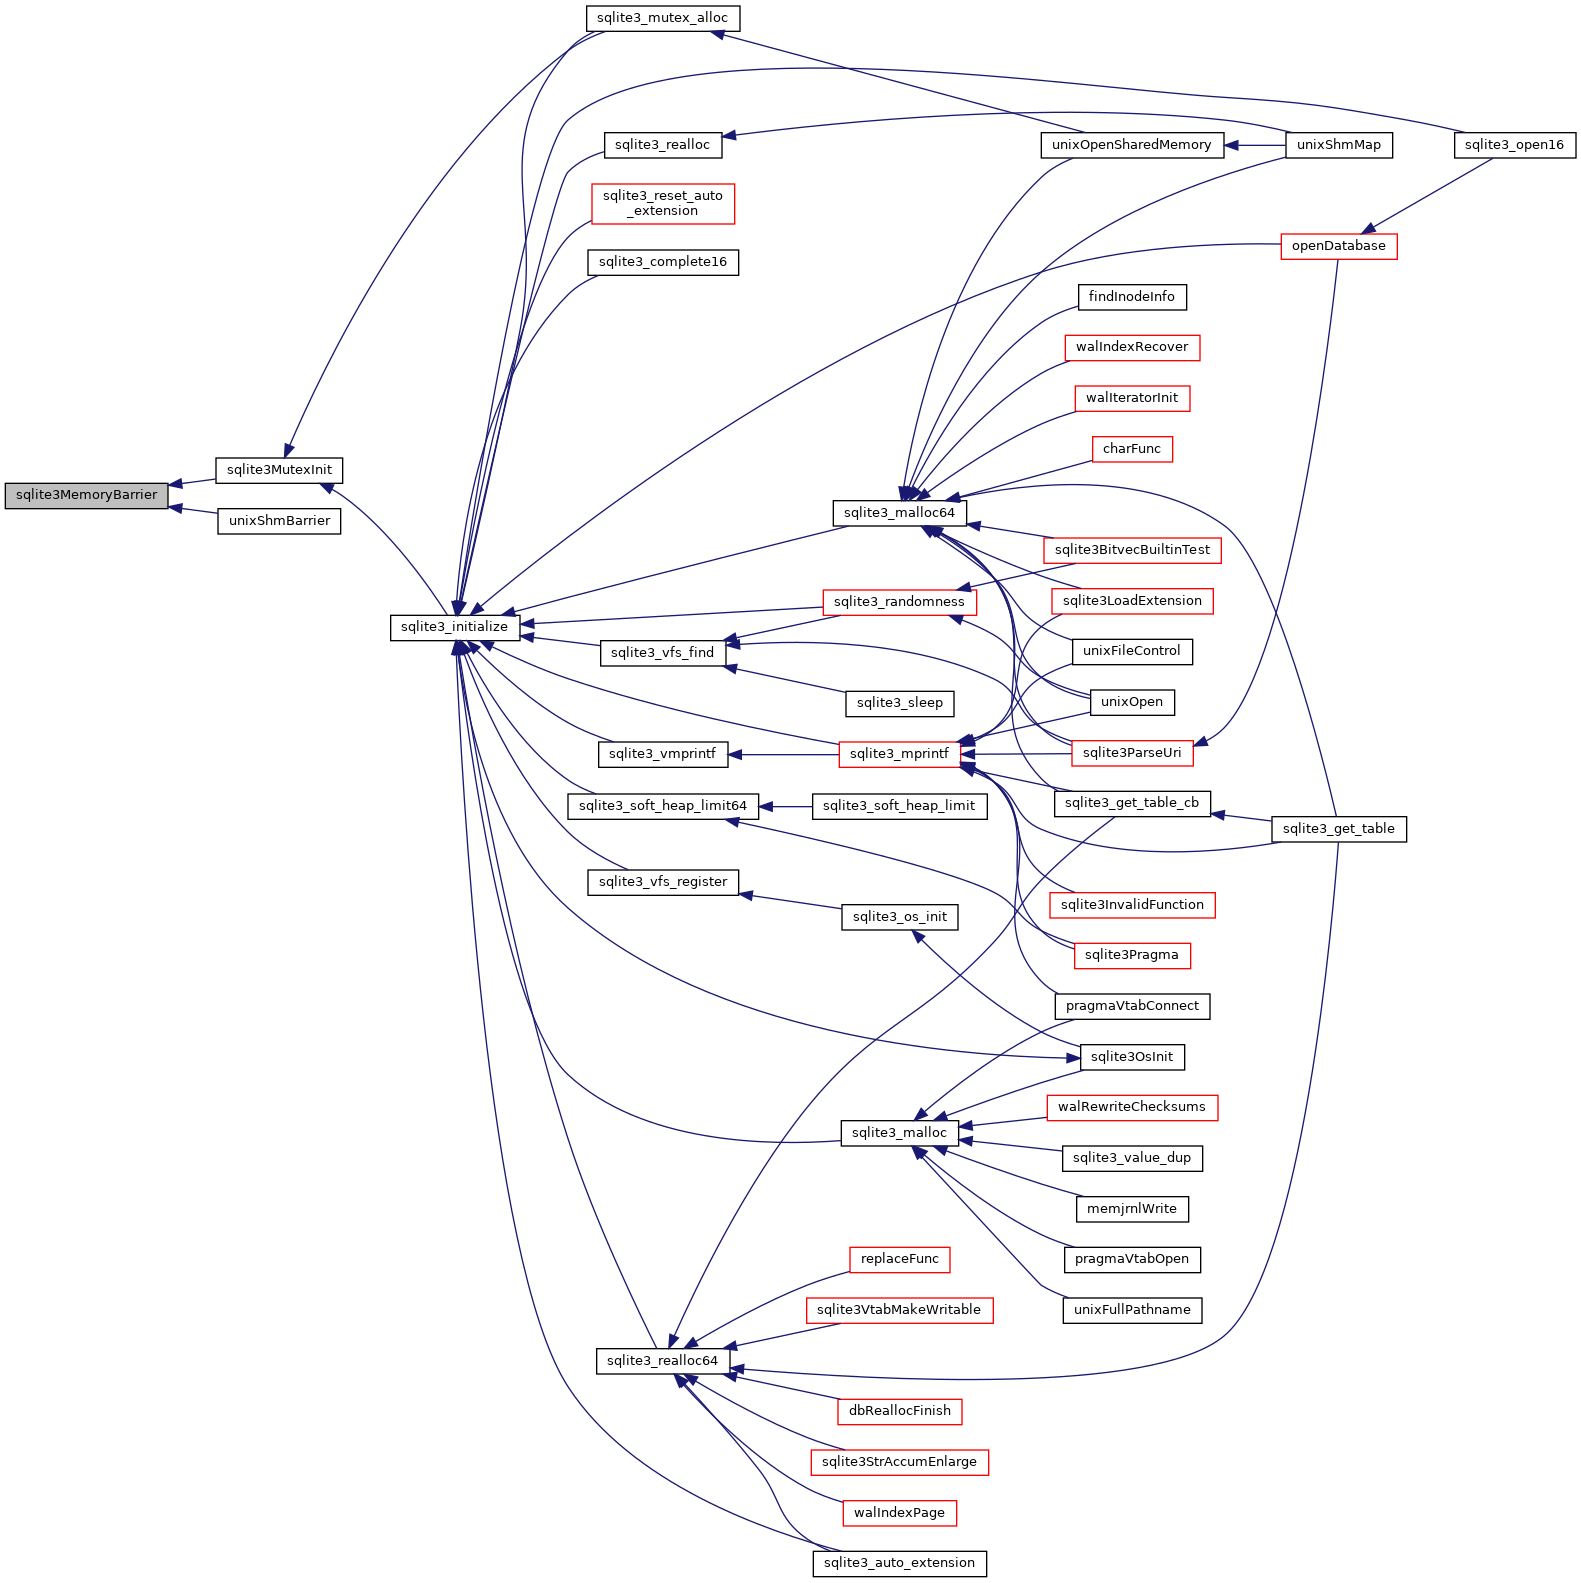 sqlite3_mutex_alloc
sqlite3_realloc
unixOpenSharedMemory
unixShmMap
sqlite3_open16
sqlite3_reset_auto
_extension
openDatabase
sqlite3_complete16
findInodeInfo
walIndexRecover
walIteratorInit
charFunc
sqlite3MutexInit
sqlite3MemoryBarrier
unixShmBarrier
sqlite3_malloc64
sqlite3BitvecBuiltinTest
sqlite3_randomness
sqlite3LoadExtension
sqlite3_initialize
sqlite3_vfs_find
unixFileControl
sqlite3_sleep
unixOpen
sqlite3_vmprintf
sqlite3_mprintf
sqlite3ParseUri
sqlite3_soft_heap_limit64
sqlite3_soft_heap_limit
sqlite3_get_table_cb
sqlite3_get_table
sqlite3_vfs_register
sqlite3InvalidFunction
sqlite3_os_init
sqlite3Pragma
pragmaVtabConnect
sqlite3OsInit
walRewriteChecksums
sqlite3_malloc
sqlite3_value_dup
memjrnlWrite
pragmaVtabOpen
replaceFunc
unixFullPathname
sqlite3VtabMakeWritable
sqlite3_realloc64
dbReallocFinish
sqlite3StrAccumEnlarge
walIndexPage
sqlite3_auto_extension